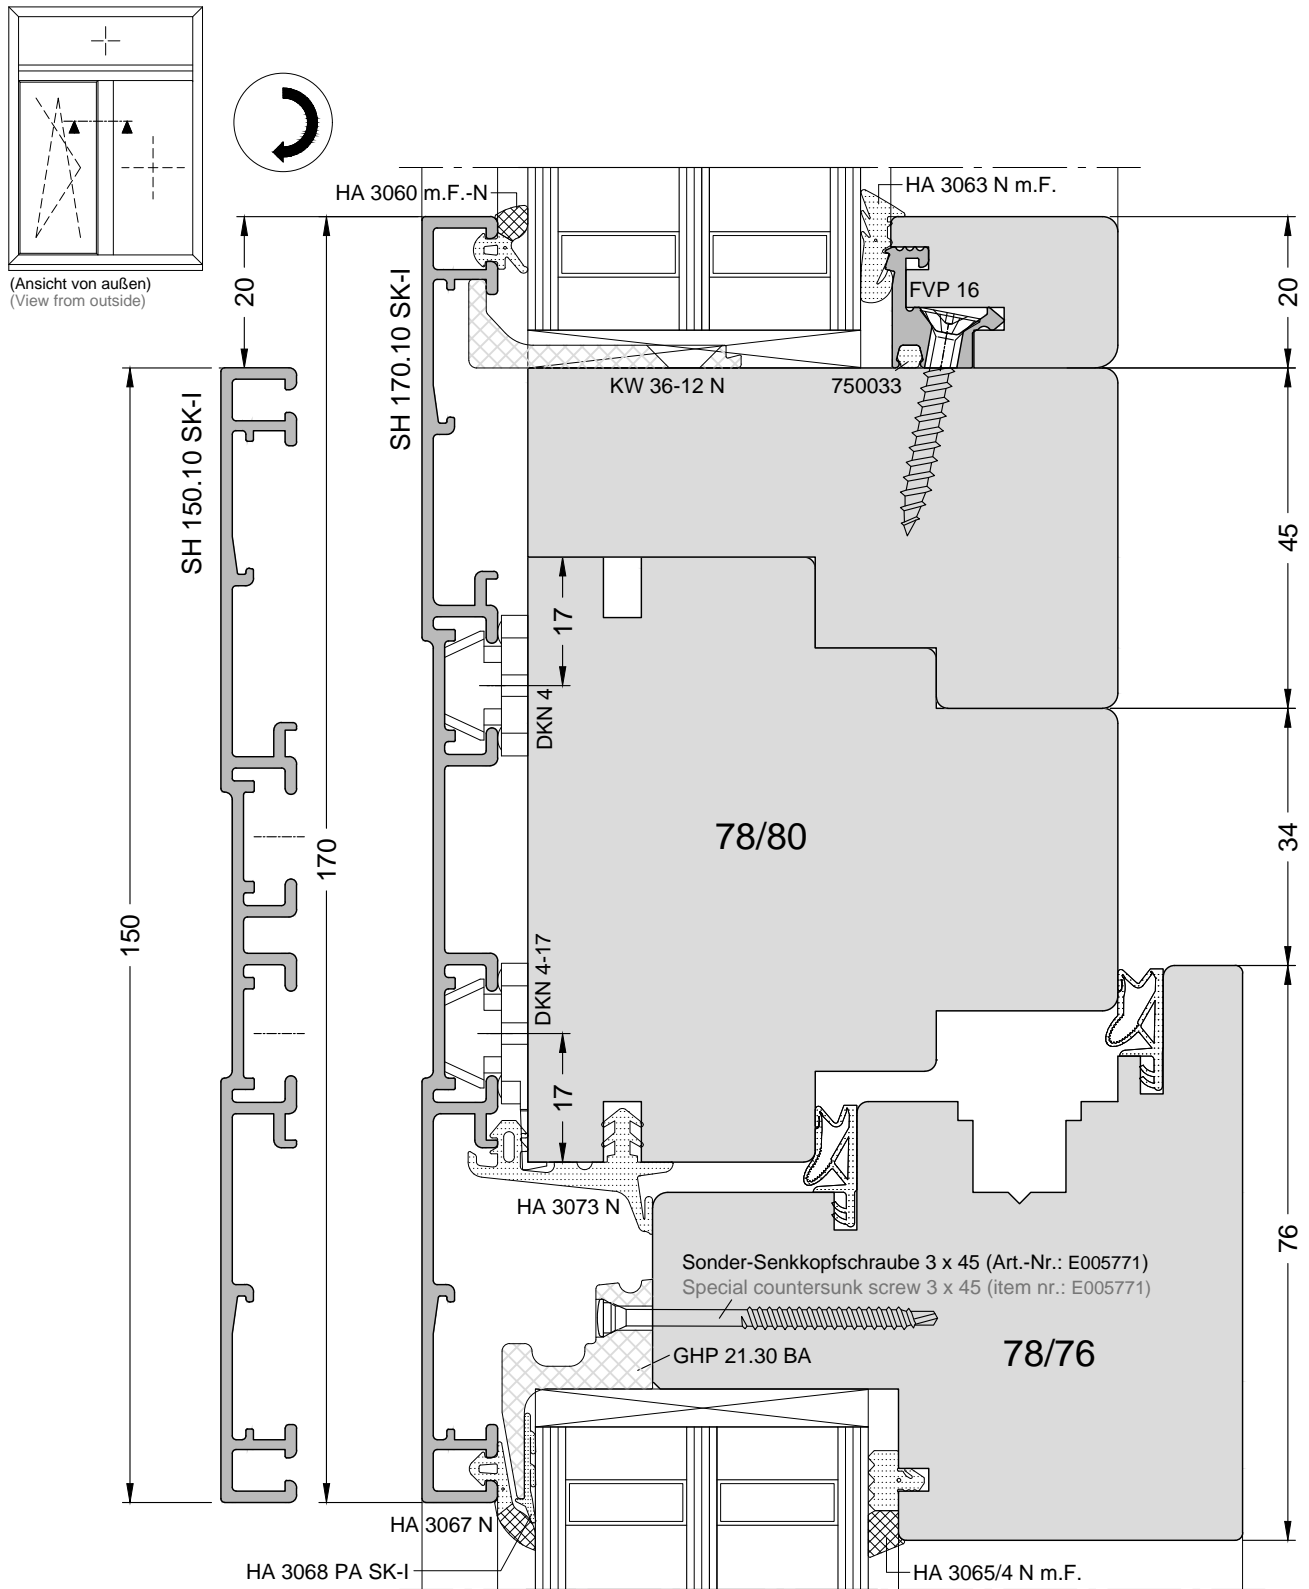 (Ansicht von außen)
(View from outside)
HA 3060 m.F.-N
HA 3063 N m.F.
20
170
150
SH 150.10 SK-I
SH 170.10 SK-I
FVP 16
20
KW 36-12 N
750033
45
17
DKN 4
78/80
34
DKN 4-17
17
HA 3073 N
76
Sonder-Senkkopfschraube 3 x 45 (Art.-Nr.: E005771)
Special countersunk screw 3 x 45 (item nr.: E005771)
GHP 21.30 BA
78/76
HA 3067 N
HA 3068 PA SK-I
HA 3065/4 N m.F.